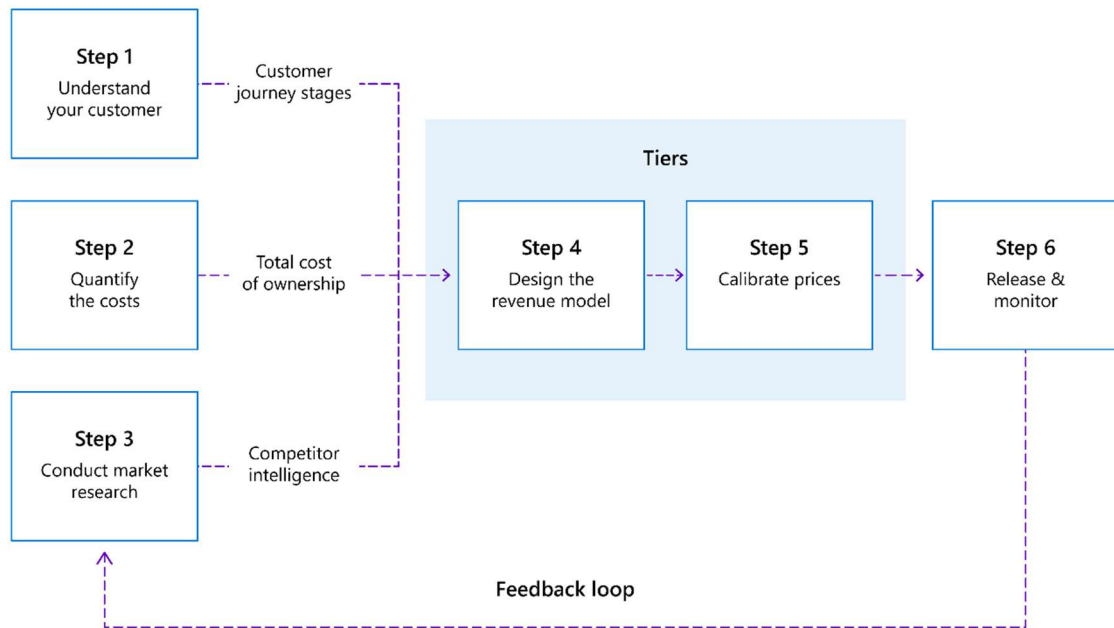 Step 1
Understand
your customer
Customer
journey stages
Step 2
Quantify
the costs
Total cost
of ownership
Step 3
Conduct market
research
Competitor
intelligence
Tiers
Step 4
Design the
revenue model
Step 5
Calibrate prices
Step 6
Release &
monitor
Feedback loop